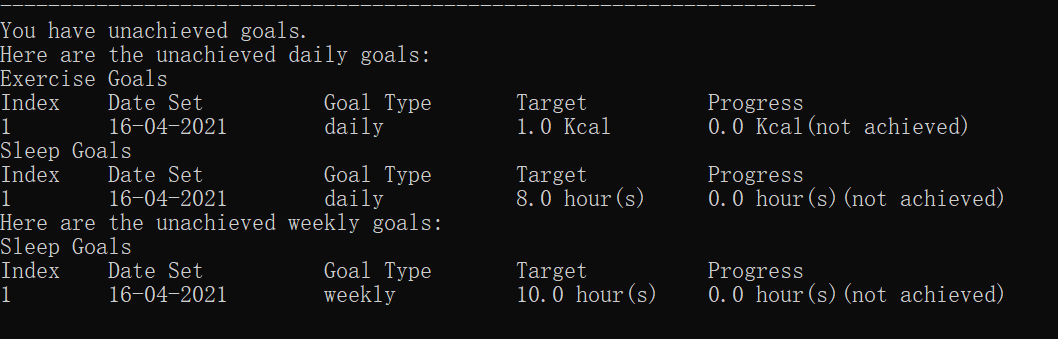 You have unachieved goals.
Here are the unachieved daily goals:
Exercise Goals
Index Date Set Goal Type Target Progress
1 16-04-2021 daily 1.0 Kcal 0.0 Kcal(not achieved)
Sleep Goals
Index Date Set Goal Type Target Progress
1 16-04-2021 daily 8.0 hour(s) 0.0 hour(s)(not achieved)
Here are the unachieved weekly goals:
Sleep Goals
Index Date Set Goal Type Target Progress
1 16-04-2021 weekly 10.0 hour(s) 0.0 hour(s)(not achieved)